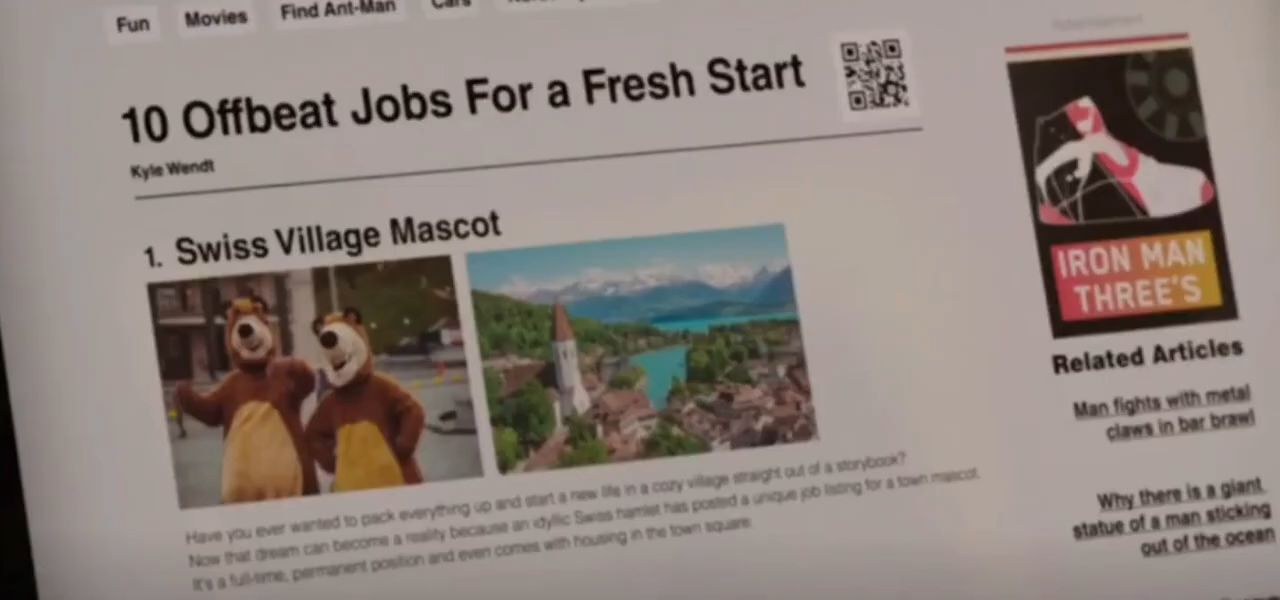 Fun Movies Find Ant-Man Cars
10 Offbeat Jobs For a Fresh Start
Kyle Wendt
1. Swiss Village Mascot
Have you ever wanted to pack everything up and start a new life in a cozy village straight out of a storybook?
Now that dream can become a reality because an idyllic Swiss hamlet has posted a unique job listing for a town mascot.
It's a full-time, permanent position and even comes with housing in the town square.
Advertisement
IRON MAN
THREE'S
Related Articles
Man fights with metal
claws in bar brawl
Why there is a giant
statue of a man sticking
out of the ocean